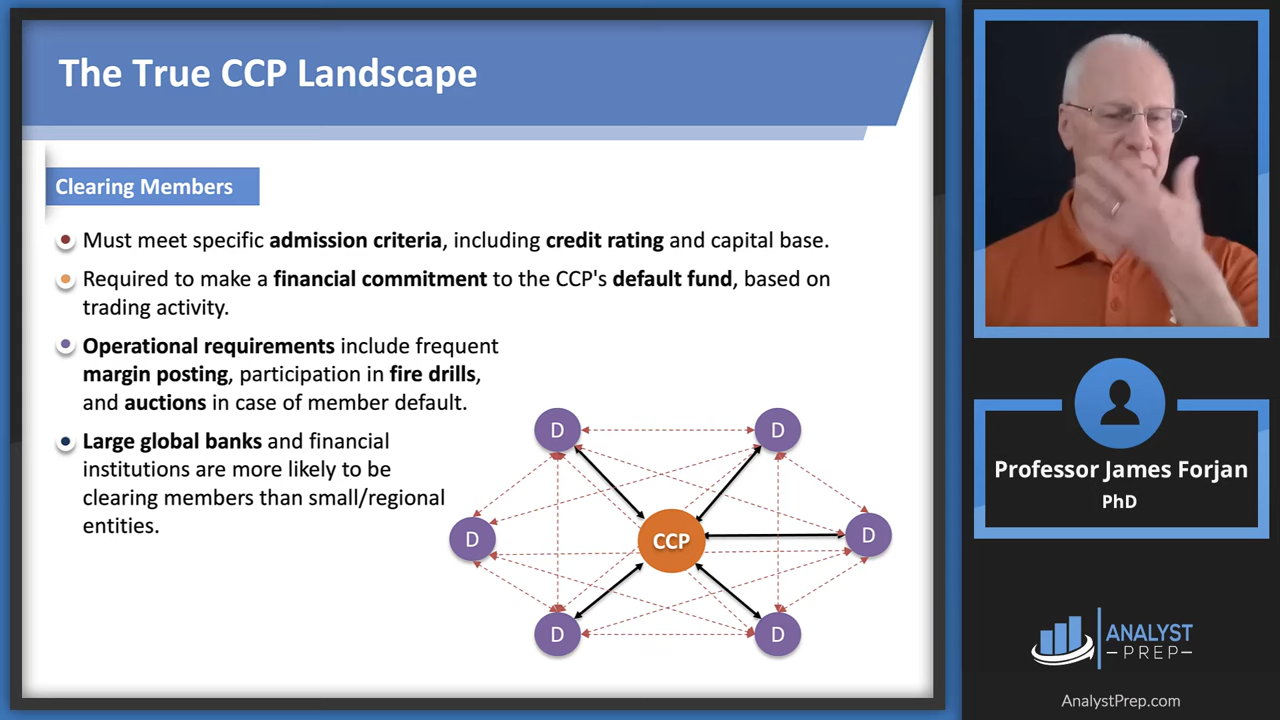 The True CCP Landscape
Clearing Members
Must meet specific admission criteria, including credit rating and capital base.
Required to make a financial commitment to the CCP's default fund, based on
trading activity.
Operational requirements include frequent
margin posting, participation in fire drills,
and auctions in case of member default.
Large global banks and financial
institutions are more likely to be
clearing members than small/regional
entities.
D
D
D
CCP
D
D
D
Professor James Forjan
PhD
ANALYST
PREP
AnalystPrep.com